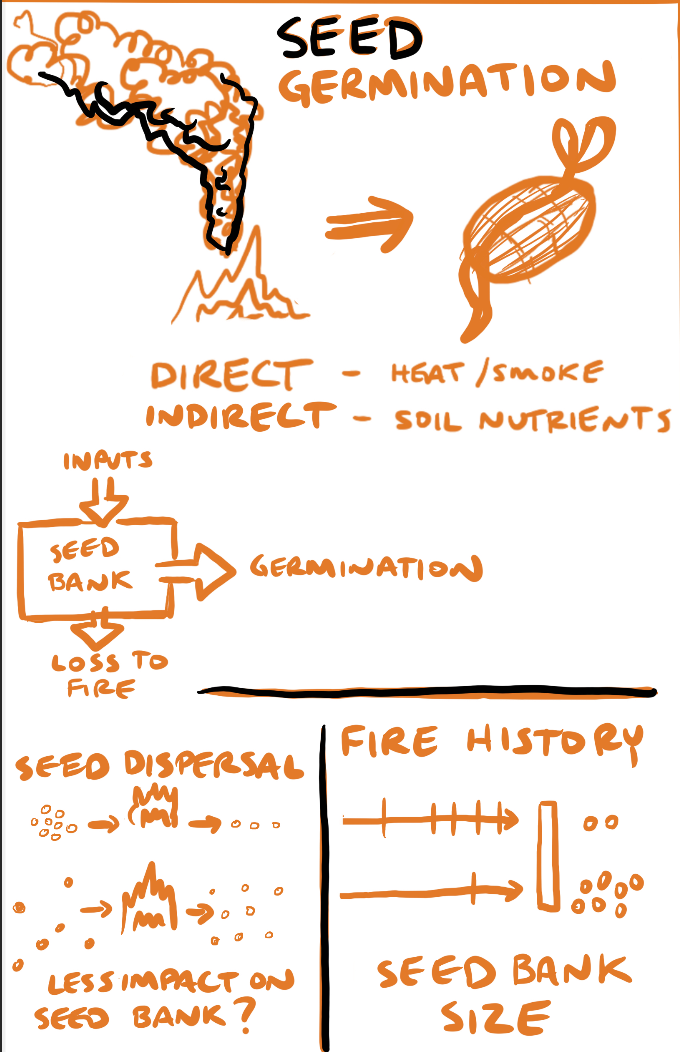 SEED
GERMINATION
DIRECT - HEAT/SMOKE
INDIRECT - SOIL NUTRIENTS
INPUTS
SEED
BANK
GERMINATION
LOSS TO
FIRE
SEED DISPERSAL
LESS IMPACT ON
SEED BANK?
FIRE HISTORY
SEED BANK
SIZE